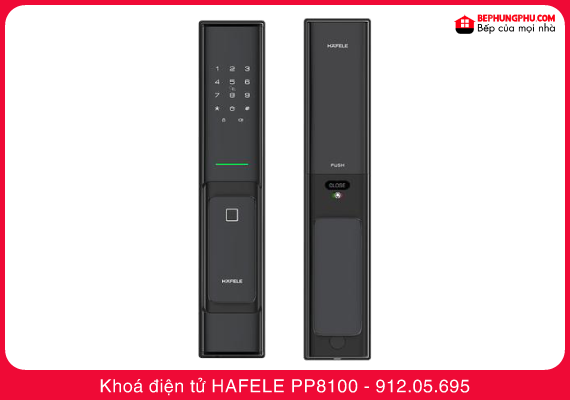 BEPHUNGPHU.COM
Bếp của mọi nhà
1 2 3
4 5 6
7 8 9
* 0 #
HAFELE
HAFELE
PUSH
CLOSE
Khoá điện tử HAFELE PP8100 - 912.05.695